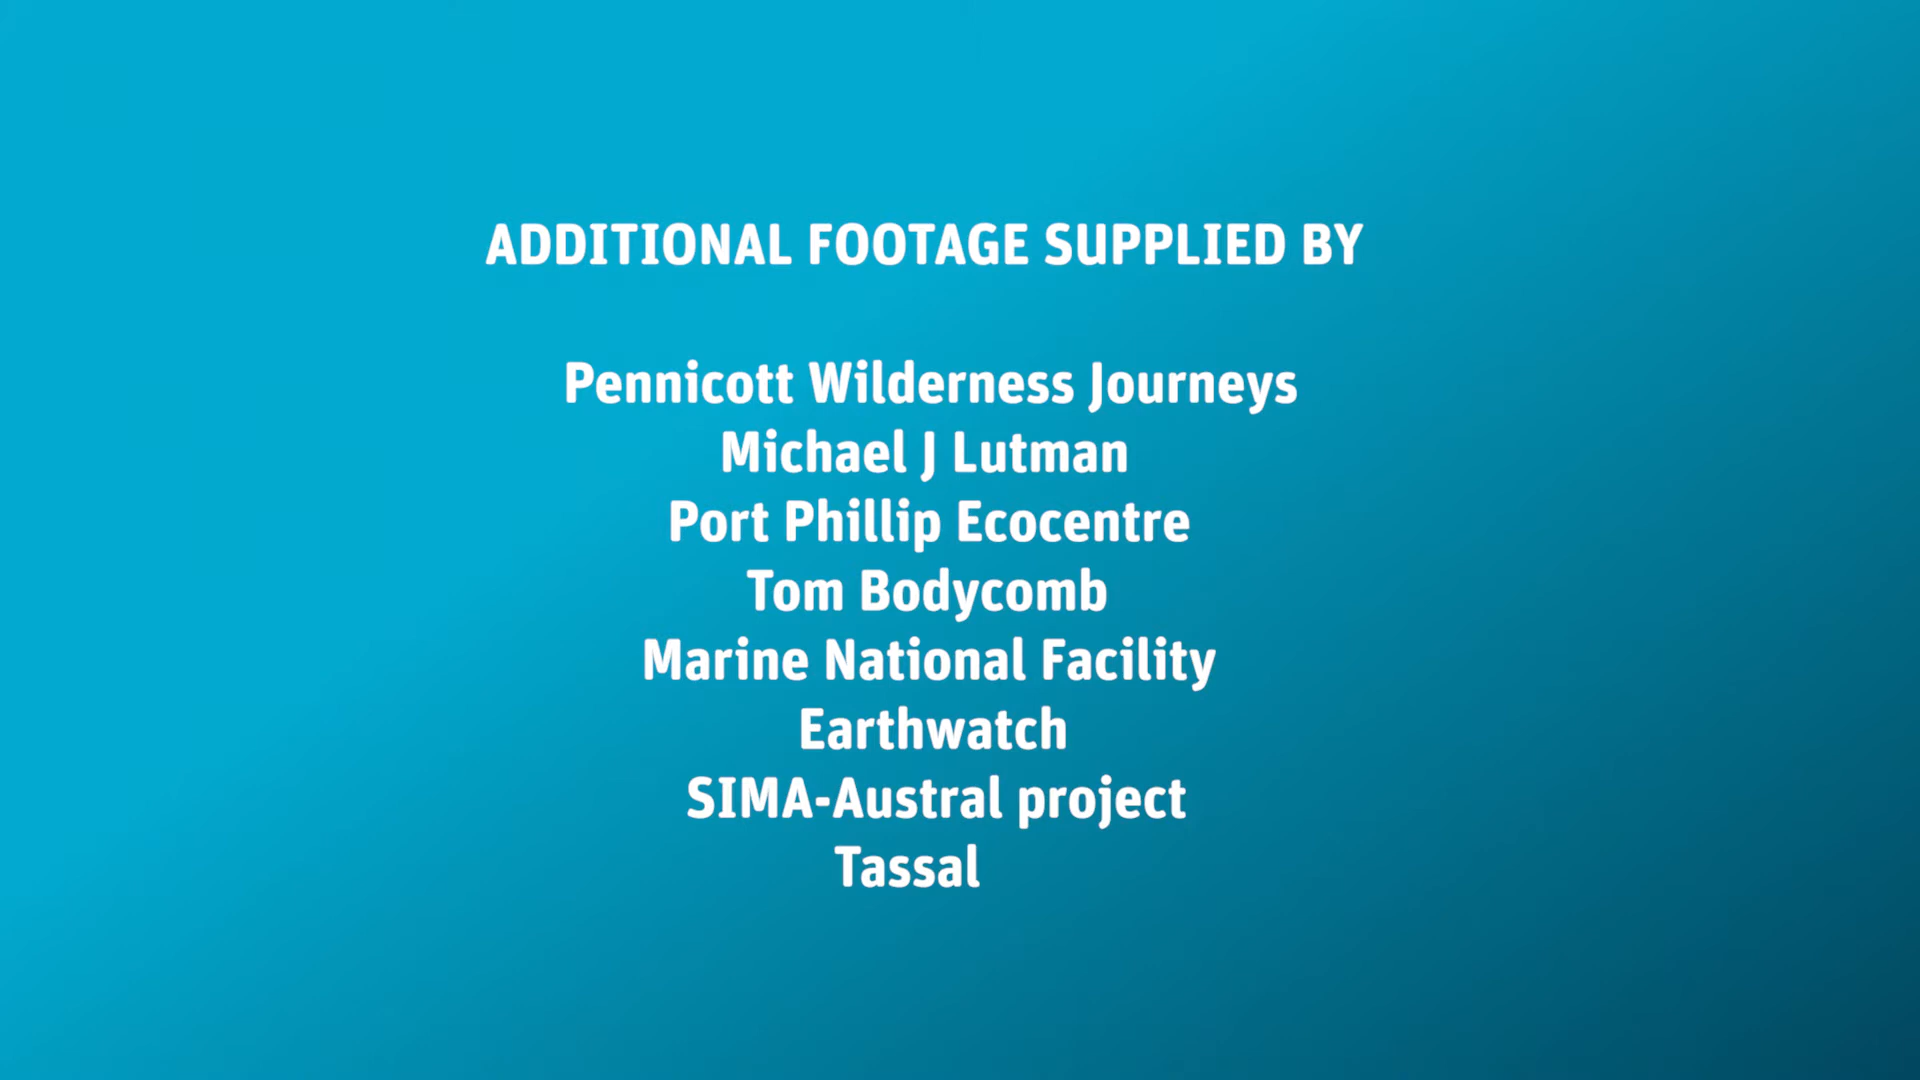 ADDITIONAL FOOTAGE SUPPLIED BY
Pennicott Wilderness Journeys
Michael J Lutman
Port Phillip Ecocentre
Tom Bodycomb
Marine National Facility
Earthwatch
SIMA-Austral project
Tassal